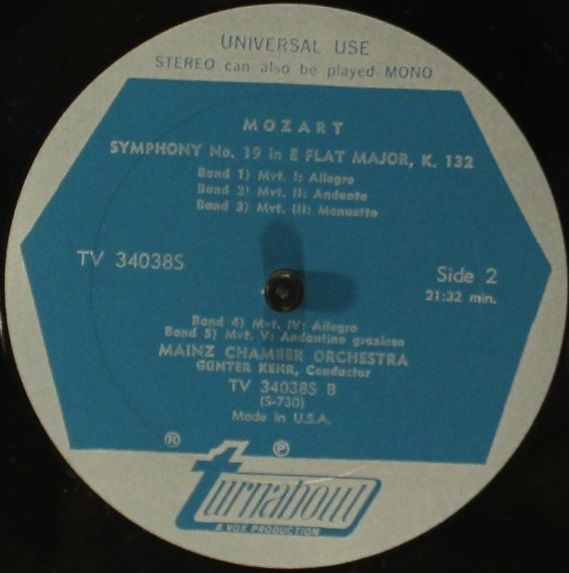 UNIVERSAL USE
STEREO can also be played MONO
MOZART
SYMPHONY No. 19 in E FLAT MAJOR, K. 132
Band 1) Mvt. I: Allegro
Band 2) Mvt. II: Andante
Band 3) Mvt. III: Menuetto
TV 34038S
Side 2
21:32 min.
Band 4) Mvt. IV: Allegro
Band 5) Mvt. V: Andantino grazioso
MAINZ CHAMBER ORCHESTRA
GÜNTER KEHR, Conductor
TV 34038S B
(S-730)
Made in U.S.A.
® ℗
turnabout
A VOX PRODUCTION